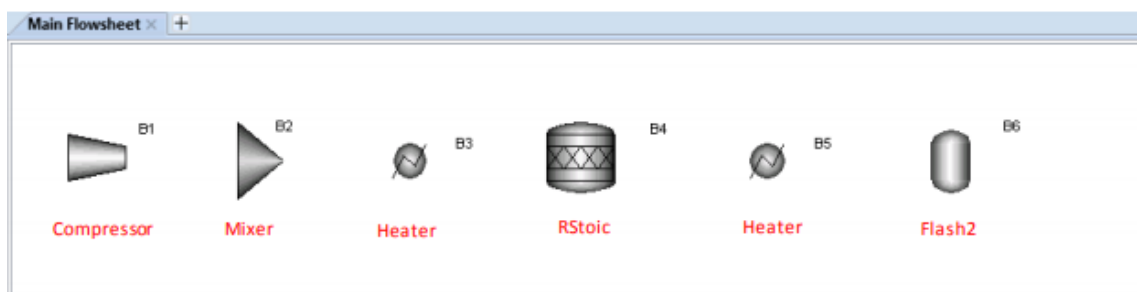 Main Flowsheet × +
B1 B2 B3 B4 B5 B6
Compressor Mixer Heater RStoic Heater Flash2